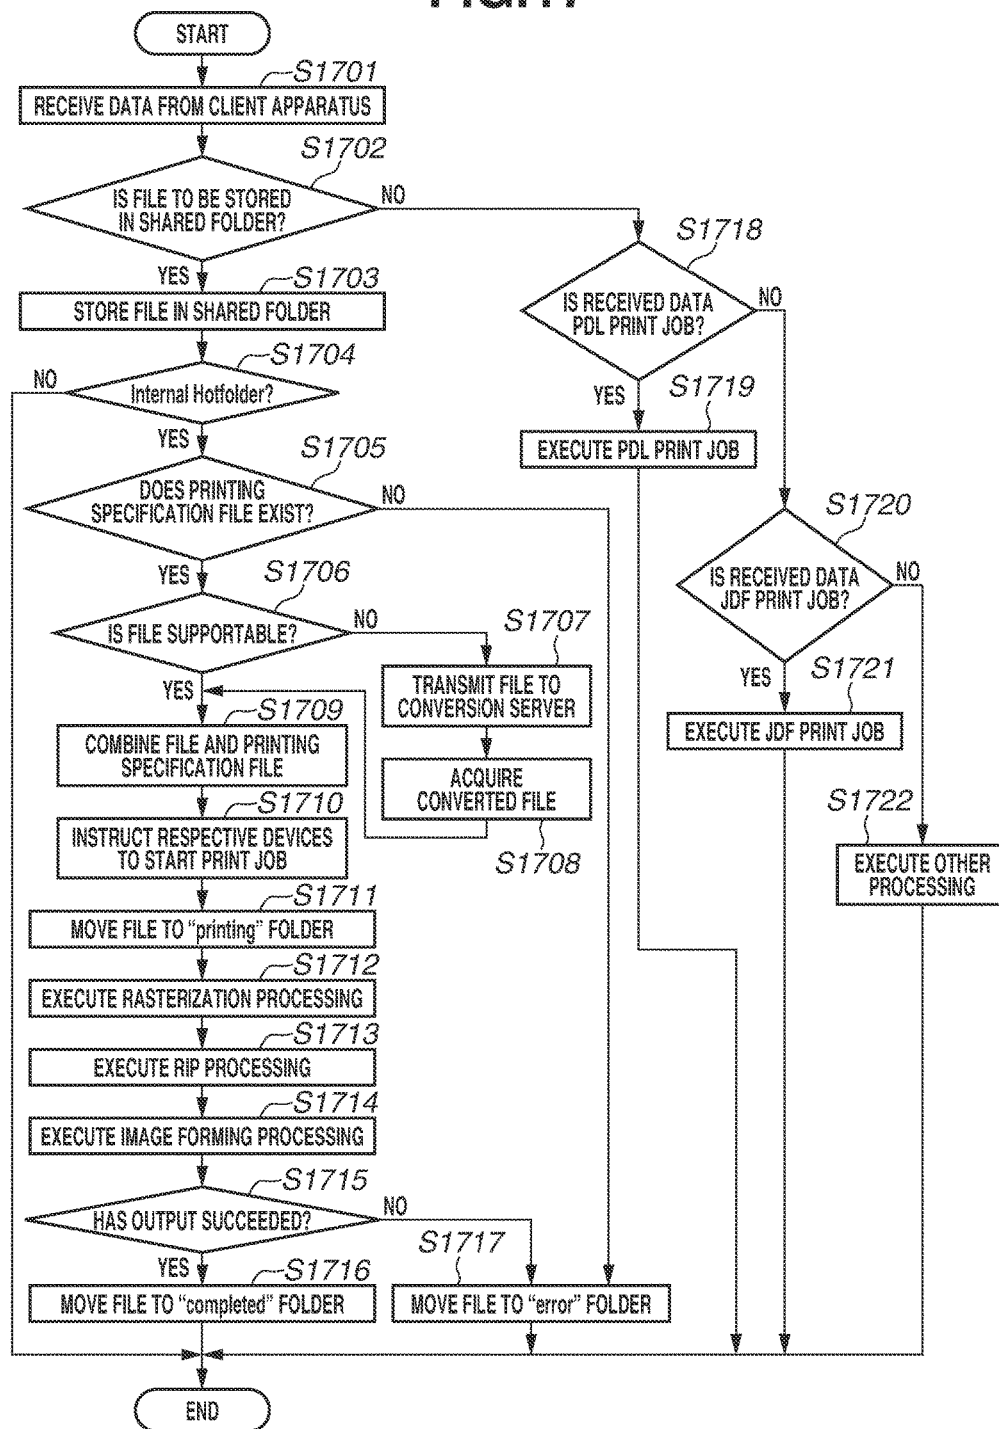 START
S1701
RECEIVE DATA FROM CLIENT APPARATUS
S1702
IS FILE TO BE STORED
IN SHARED FOLDER?
NO
YES
S1703
STORE FILE IN SHARED FOLDER
S1704
NO
Internal Hotfolder?
YES
S1705
DOES PRINTING
SPECIFICATION FILE EXIST?
NO
YES
S1706
IS FILE SUPPORTABLE?
NO
YES
S1707
TRANSMIT FILE TO
CONVERSION SERVER
ACQUIRE
CONVERTED FILE
S1708
S1709
COMBINE FILE AND PRINTING
SPECIFICATION FILE
S1710
INSTRUCT RESPECTIVE DEVICES
TO START PRINT JOB
S1711
MOVE FILE TO "printing" FOLDER
S1712
EXECUTE RASTERIZATION PROCESSING
S1713
EXECUTE RIP PROCESSING
S1714
EXECUTE IMAGE FORMING PROCESSING
S1715
HAS OUTPUT SUCCEEDED?
NO
YES
S1716
MOVE FILE TO "completed" FOLDER
S1717
MOVE FILE TO "error" FOLDER
S1718
IS RECEIVED DATA
PDL PRINT JOB?
NO
YES
S1719
EXECUTE PDL PRINT JOB
S1720
IS RECEIVED DATA
JDF PRINT JOB?
NO
YES
S1721
EXECUTE JDF PRINT JOB
S1722
EXECUTE OTHER
PROCESSING
END